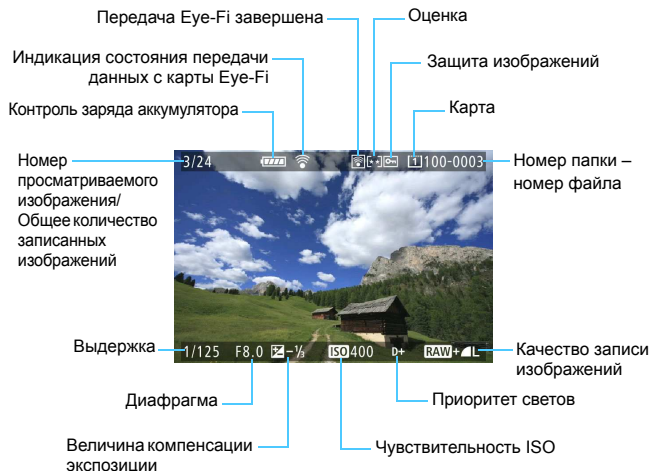 Передача Eye-Fi завершена
Оценка
Индикация состояния передачи
данных с карты Eye-Fi
Защита изображений
Контроль заряда аккумулятора
Карта
Номер
просматриваемого
изображения/
Общее количество
записанных
изображений
3/24
1 100-0003
Номер папки –
номер файла
Выдержка
1/125 F8.0 -⅓ ISO 400 D+ RAW+L
Качество записи
изображений
Диафрагма
Приоритет светов
Величина компенсации
экспозиции
Чувствительность ISO